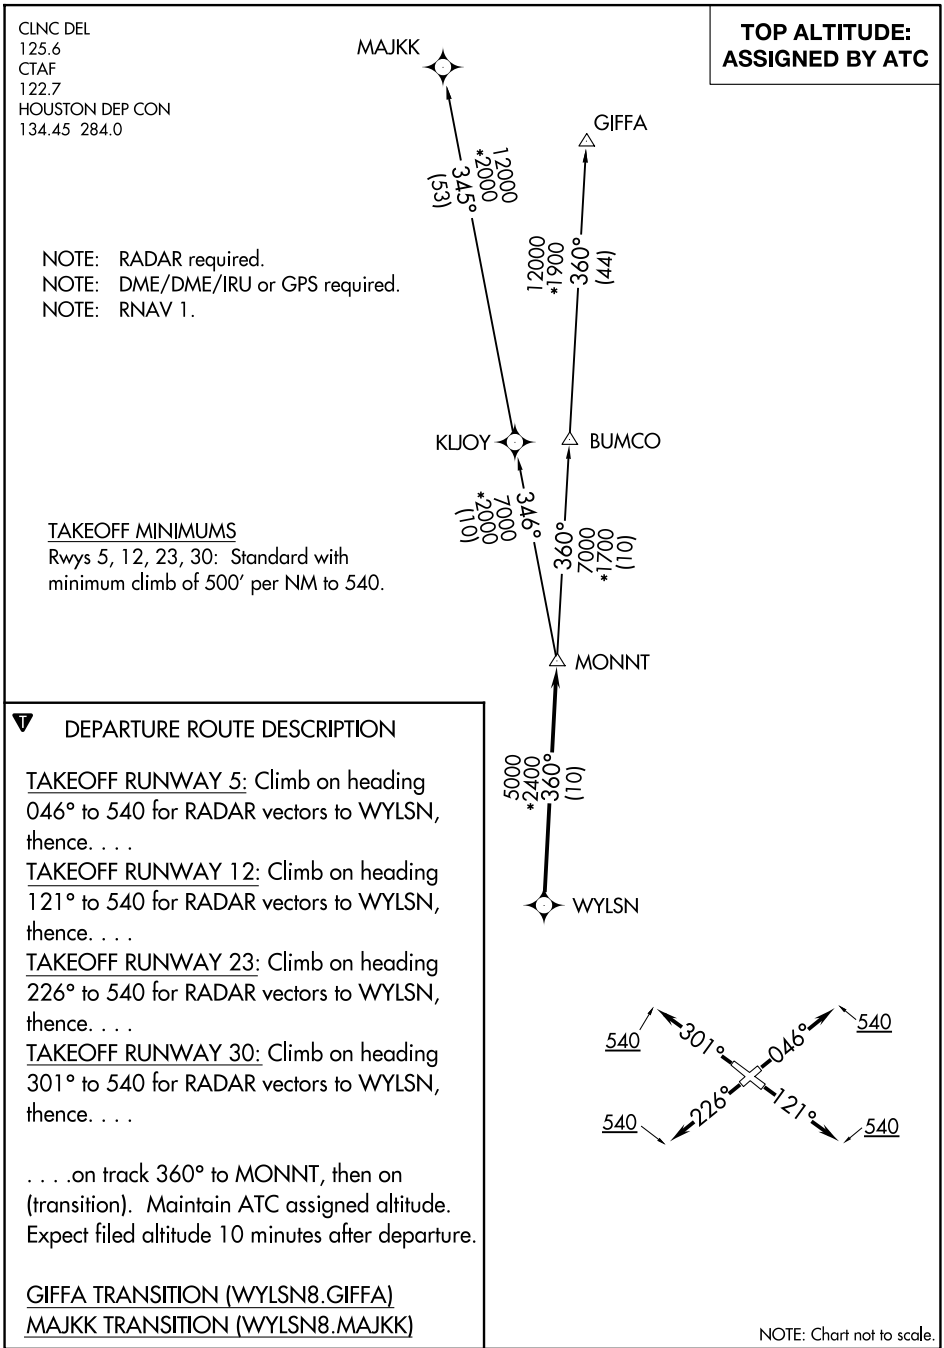 CLNC DEL
125.6
CTAF
122.7
HOUSTON DEP CON
134.45 284.0
TOP ALTITUDE:
ASSIGNED BY ATC
MAJKK
GIFFA
12000
*2000
345°
(53)
12000
*1900
360°
(44)
NOTE: RADAR required.
NOTE: DME/DME/IRU or GPS required.
NOTE: RNAV 1.
KLJOY
BUMCO
346°
7000
*2000
(10)
360°
7000
*1700
(10)
TAKEOFF MINIMUMS
Rwys 5, 12, 23, 30: Standard with
minimum climb of 500' per NM to 540.
MONNT
5000
*2400
360°
(10)
WYLSN
T
DEPARTURE ROUTE DESCRIPTION
TAKEOFF RUNWAY 5: Climb on heading
046° to 540 for RADAR vectors to WYLSN,
thence. . . .
TAKEOFF RUNWAY 12: Climb on heading
121° to 540 for RADAR vectors to WYLSN,
thence. . . .
TAKEOFF RUNWAY 23: Climb on heading
226° to 540 for RADAR vectors to WYLSN,
thence. . . .
TAKEOFF RUNWAY 30: Climb on heading
301° to 540 for RADAR vectors to WYLSN,
thence. . . .
. . . .on track 360° to MONNT, then on
(transition). Maintain ATC assigned altitude.
Expect filed altitude 10 minutes after departure.
GIFFA TRANSITION (WYLSN8.GIFFA)
MAJKK TRANSITION (WYLSN8.MAJKK)
540
301°
046°
540
540
226°
121°
540
NOTE: Chart not to scale.